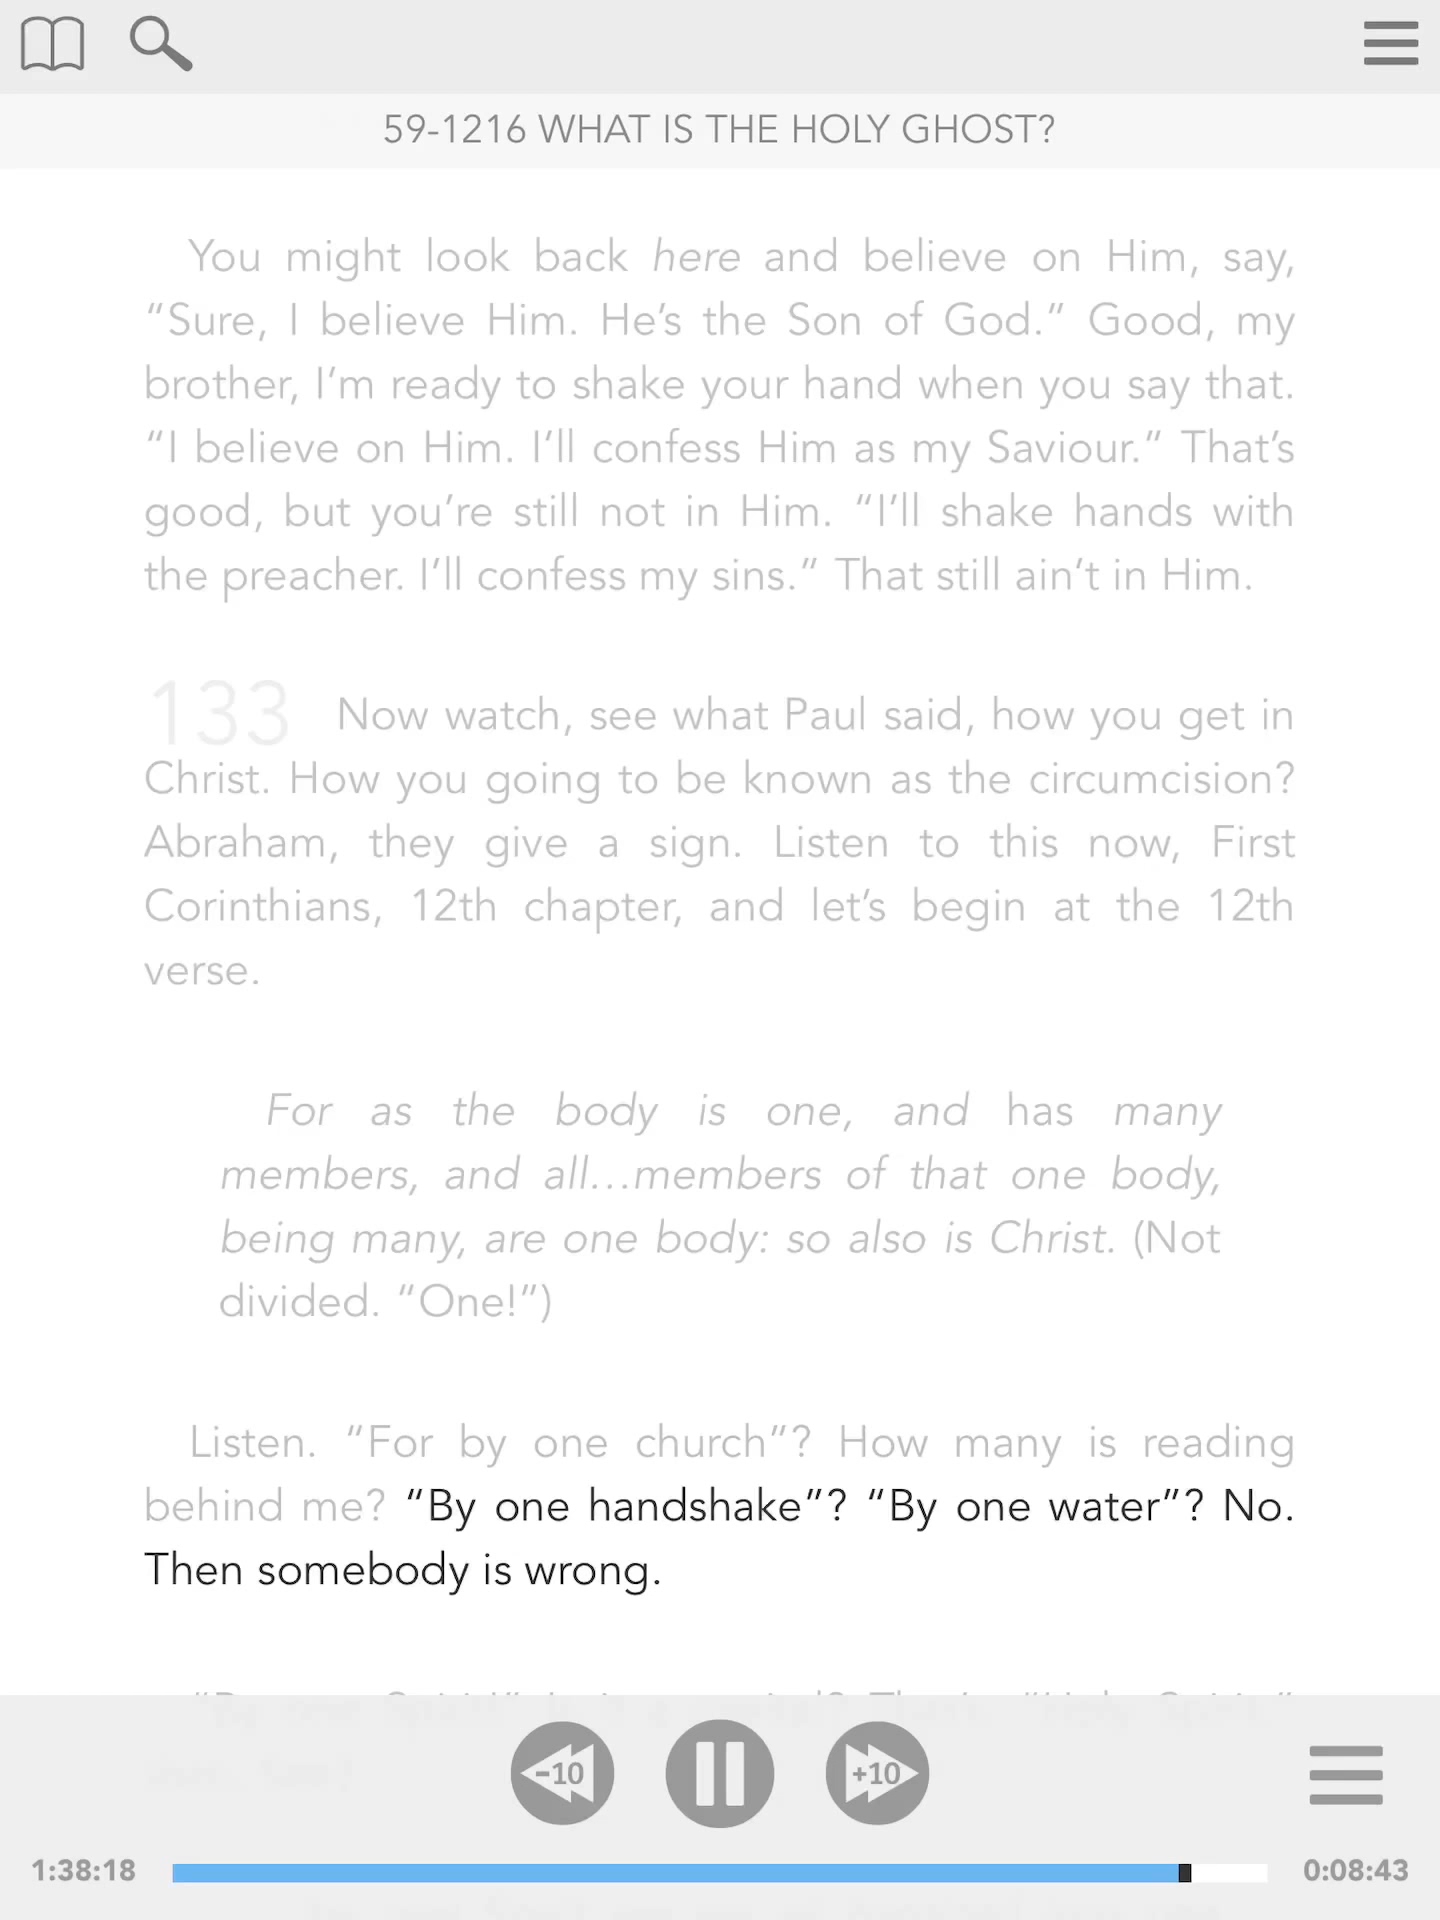 59-1216 WHAT IS THE HOLY GHOST?
You might look back here and believe on Him, say,
“Sure, I believe Him. He’s the Son of God.” Good, my
brother, I’m ready to shake your hand when you say that.
“I believe on Him. I’ll confess Him as my Saviour.” That’s
good, but you’re still not in Him. “I’ll shake hands with
the preacher. I’ll confess my sins.” That still ain’t in Him.
133 Now watch, see what Paul said, how you get in
Christ. How you going to be known as the circumcision?
Abraham, they give a sign. Listen to this now, First
Corinthians, 12th chapter, and let’s begin at the 12th
verse.
For as the body is one, and has many
members, and all…members of that one body,
being many, are one body: so also is Christ. (Not
divided. “One!”)
Listen. “For by one church”? How many is reading
behind me? “By one handshake”? “By one water”? No.
Then somebody is wrong.
-10 +10
1:38:18 0:08:43